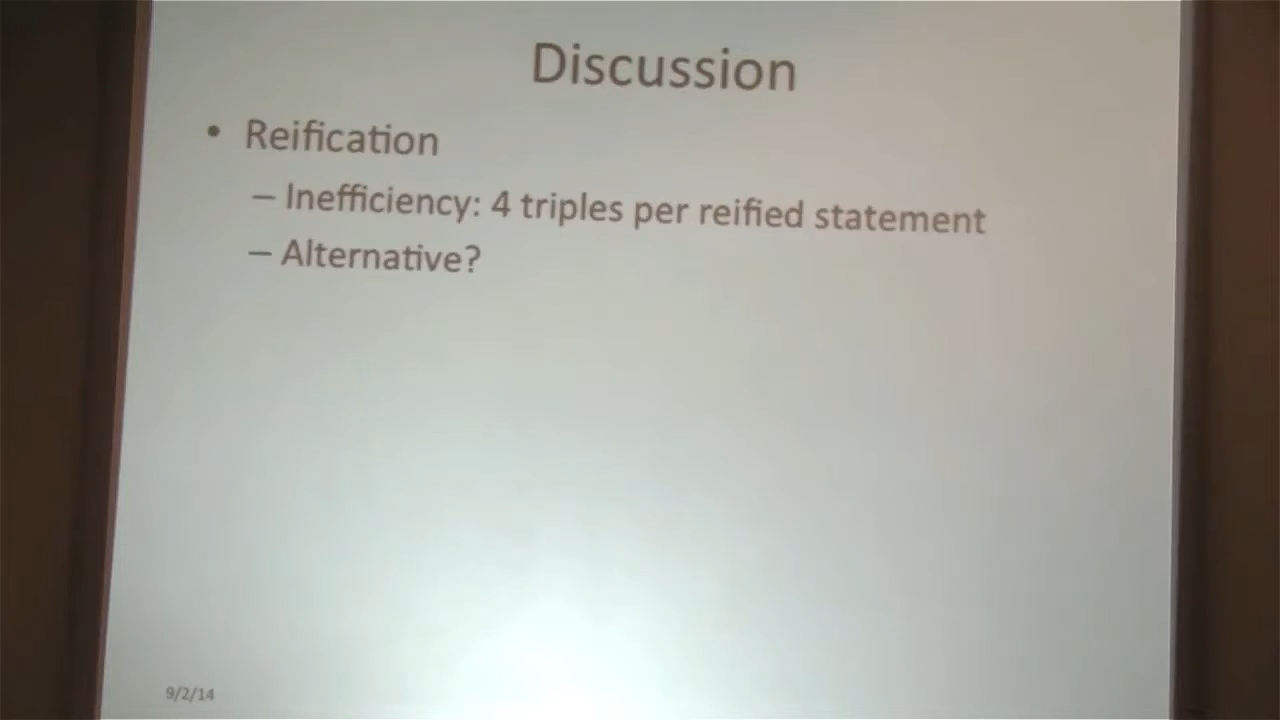 Discussion
• Reification
– Inefficiency: 4 triples per reified statement
– Alternative?
9/2/14